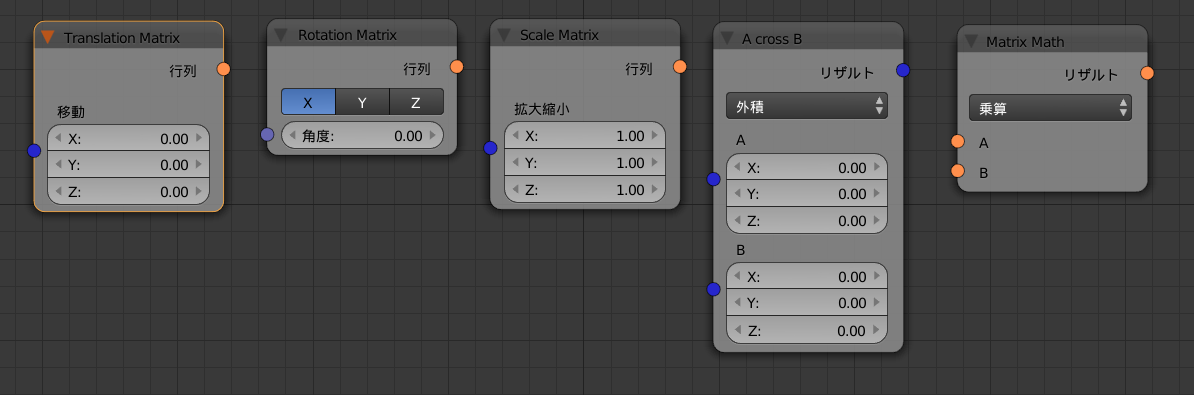 Translation Matrix
行列
移動
X: 0.00
Y: 0.00
Z: 0.00
Rotation Matrix
行列
X Y Z
角度: 0.00
Scale Matrix
行列
拡大縮小
X: 1.00
Y: 1.00
Z: 1.00
A cross B
リザルト
外積
A
X: 0.00
Y: 0.00
Z: 0.00
B
X: 0.00
Y: 0.00
Z: 0.00
Matrix Math
リザルト
乗算
A
B